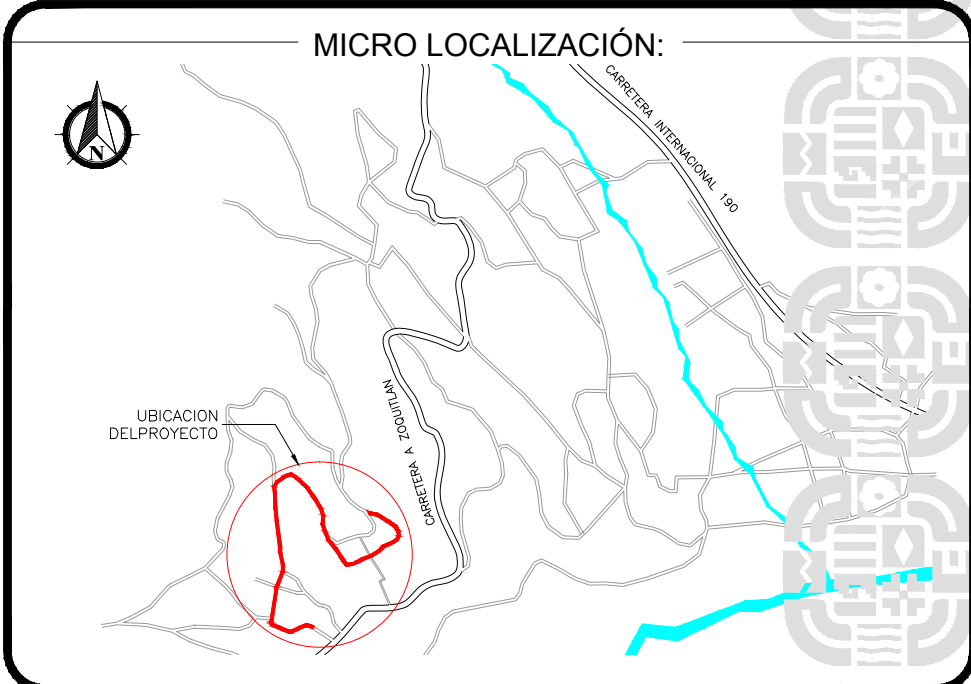 MICRO LOCALIZACIÓN:
N
CARRETERA INTERNACIONAL 190
CARRETERA A ZOQUITLAN
UBICACION
DELPROYECTO